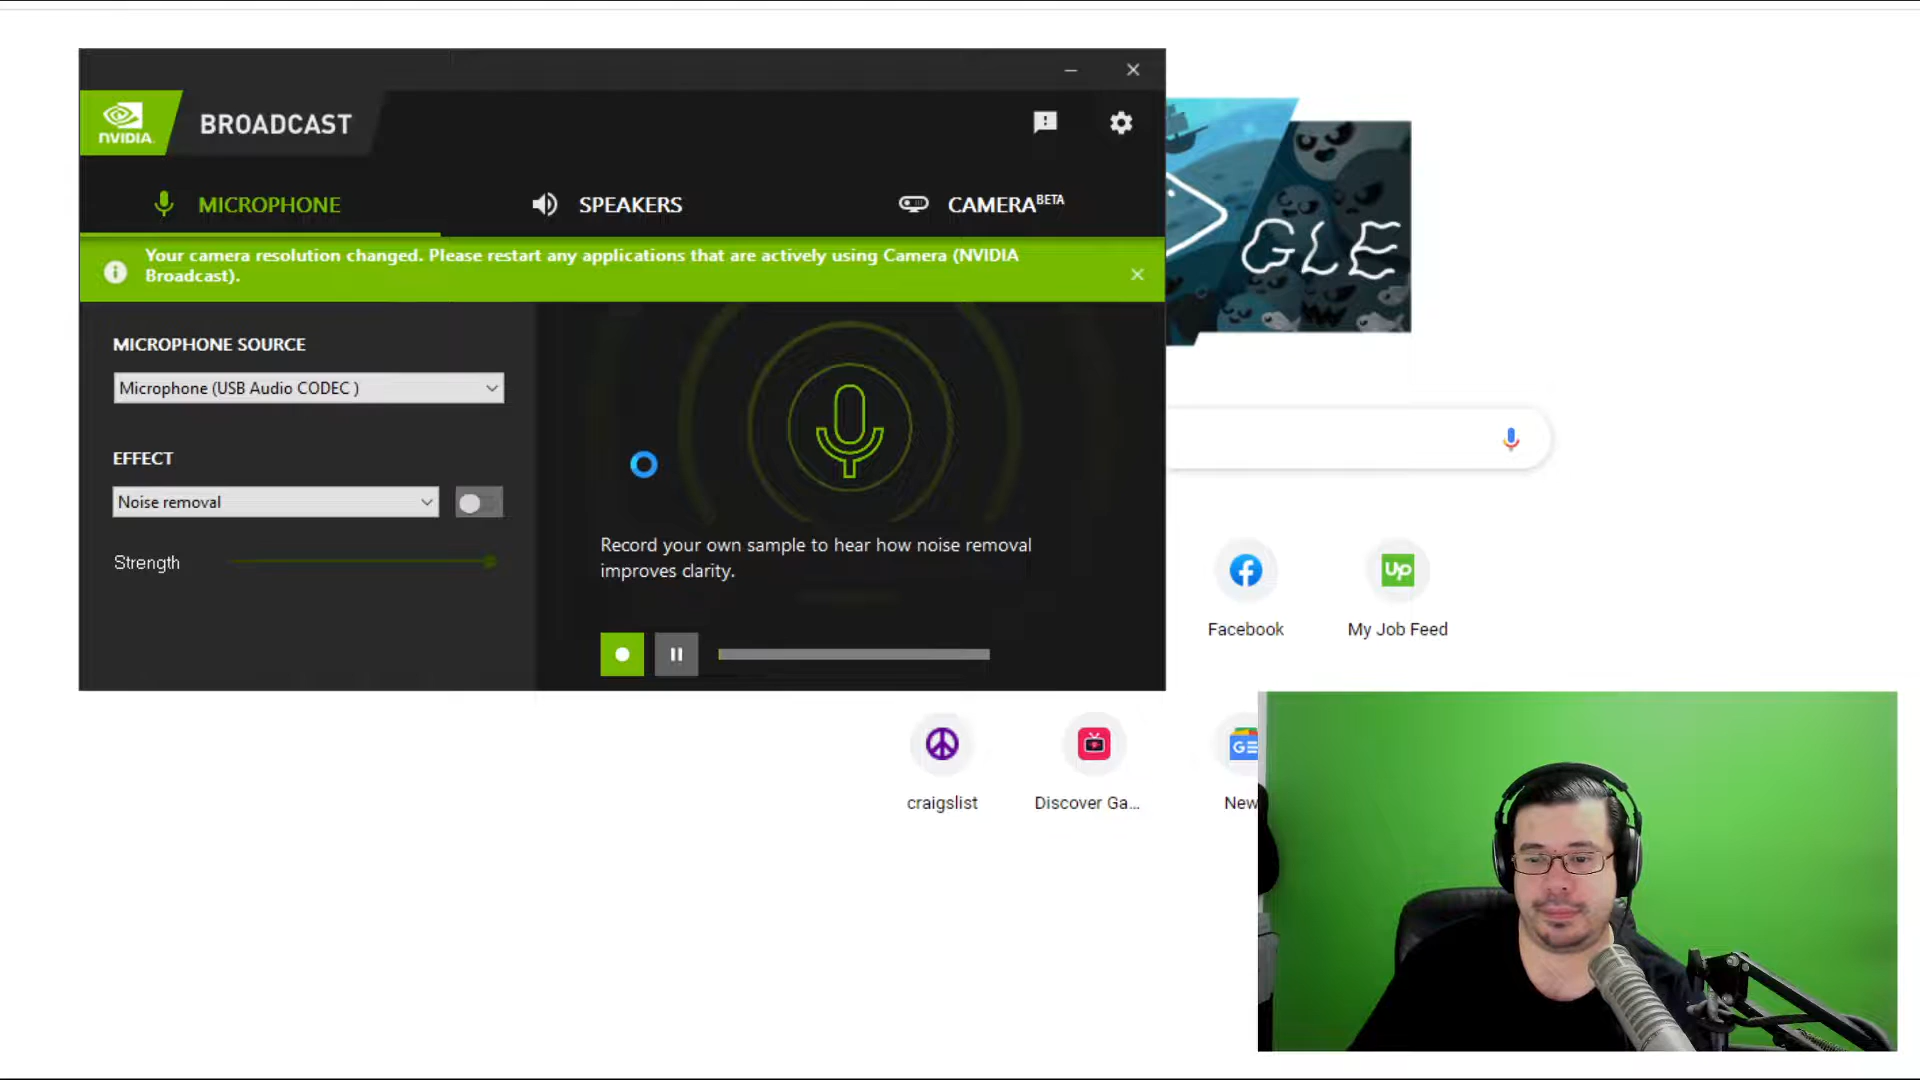 NVIDIA
BROADCAST
MICROPHONE
SPEAKERS
CAMERA BETA
Your camera resolution changed. Please restart any applications that are actively using Camera (NVIDIA
Broadcast).
MICROPHONE SOURCE
Microphone (USB Audio CODEC )
EFFECT
Noise removal
Strength
Record your own sample to hear how noise removal
improves clarity.
GLE
Up
Facebook
My Job Feed
GE
craigslist
Discover Ga...
New